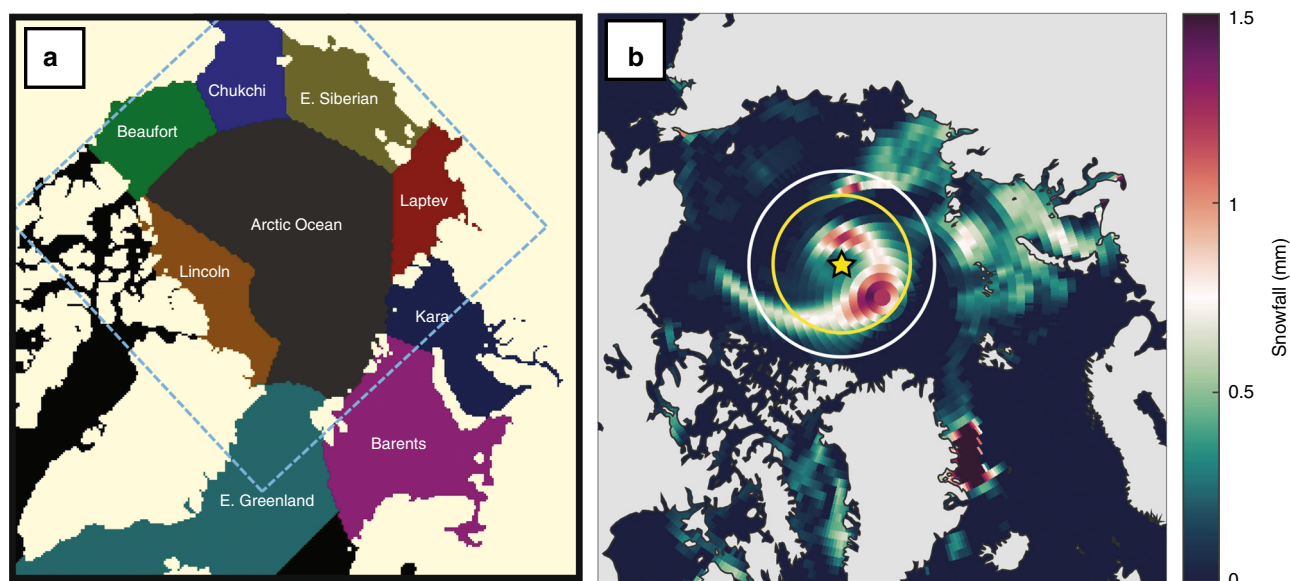 a
Chukchi
E. Siberian
Beaufort
Laptev
Arctic Ocean
Lincoln
Kara
Barents
E. Greenland
b
1.5
1
0.5
0
Snowfall (mm)